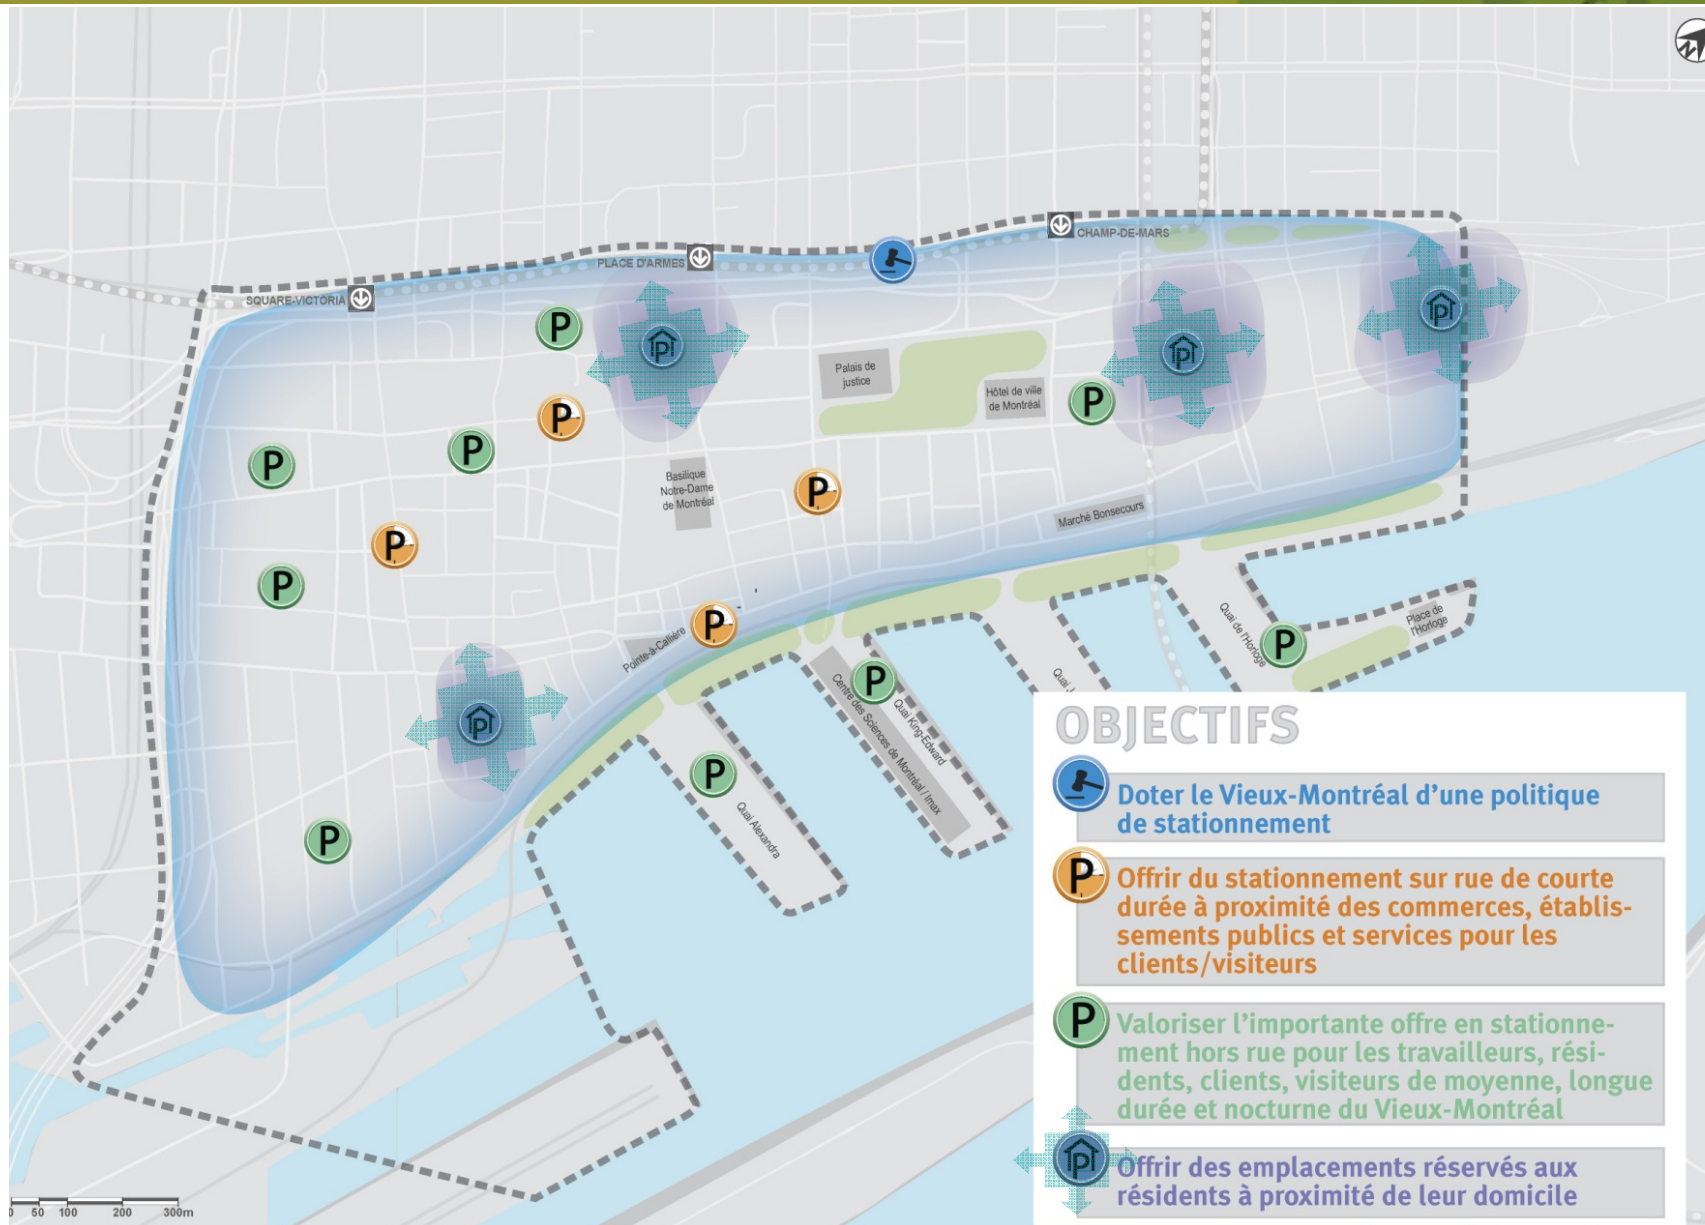 N
CHAMP-DE-MARS
PLACE D'ARMES
SQUARE-VICTORIA
P
P
P
Palais de
justice
Hôtel de ville
de Montréal
P
P
P
P
P
Basilique
Notre-Dame
de Montréal
P
P
Marché Bonsecours
P
P
P
Pointe-à-Callière
Quai de l'Horloge
Place de
l'Horloge
P
P
Centre des Sciences de Montréal / Imax
Quai King-Edward
Quai
P
P
Quai Alexandra
P
OBJECTIFS
Doter le Vieux-Montréal d'une politique
de stationnement
P
Offrir du stationnement sur rue de courte
durée à proximité des commerces, établis-
sements publics et services pour les
clients/visiteurs
P
Valoriser l'importante offre en stationne-
ment hors rue pour les travailleurs, rési-
dents, clients, visiteurs de moyenne, longue
durée et nocturne du Vieux-Montréal
P
Offrir des emplacements réservés aux
résidents à proximité de leur domicile
0 50 100 200 300m